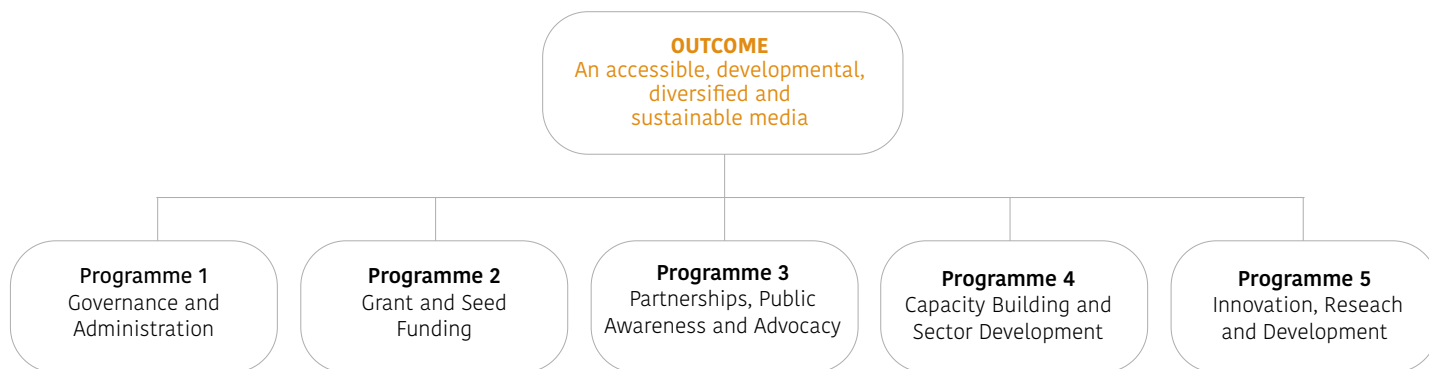 OUTCOME
An accessible, developmental,
diversified and
sustainable media
Programme 1
Governance and
Administration
Programme 2
Grant and Seed
Funding
Programme 3
Partnerships, Public
Awareness and Advocacy
Programme 4
Capacity Building and
Sector Development
Programme 5
Innovation, Reseach
and Development